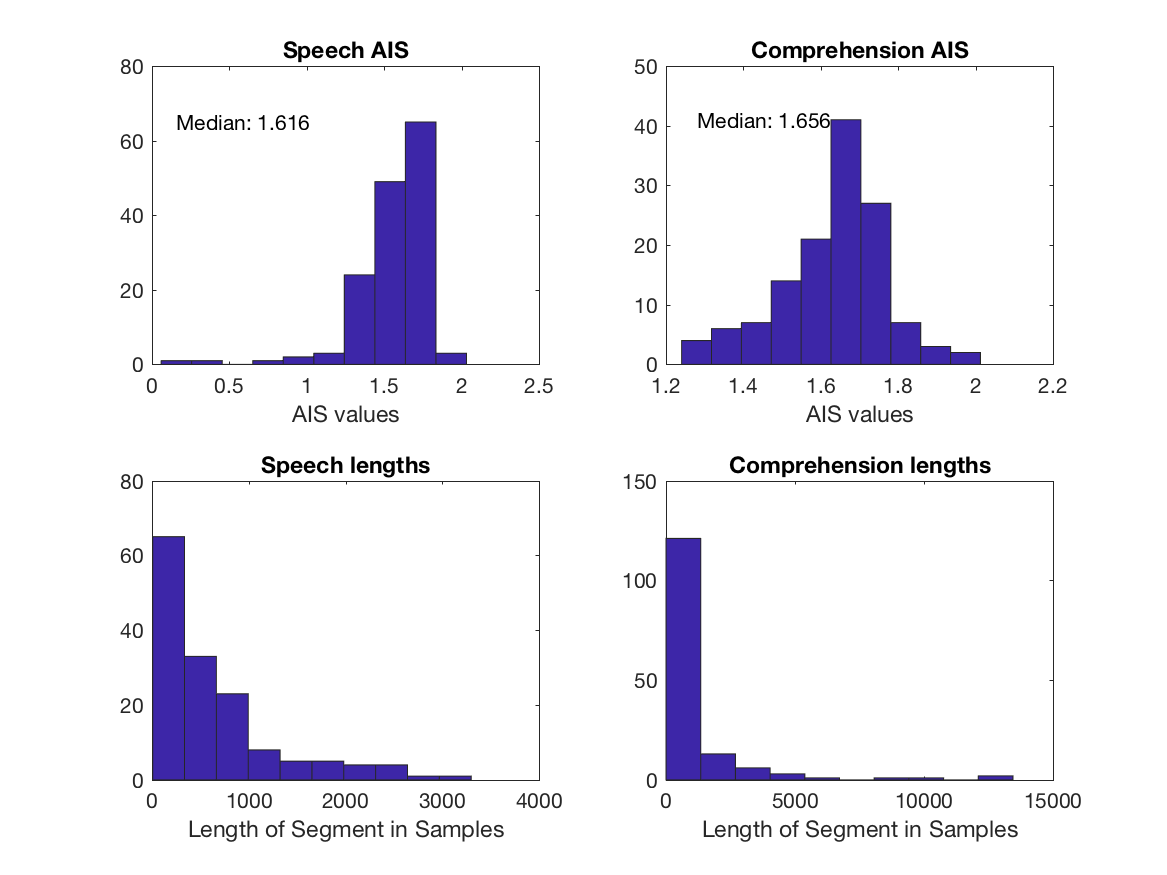 Speech AIS
80
60
40
20
0
Median: 1.616
0 0.5 1 1.5 2 2.5
AIS values
Comprehension AIS
50
40
30
20
10
0
Median: 1.656
1.2 1.4 1.6 1.8 2 2.2
AIS values
Speech lengths
80
60
40
20
0
0 1000 2000 3000 4000
Length of Segment in Samples
Comprehension lengths
150
100
50
0
0 5000 10000 15000
Length of Segment in Samples